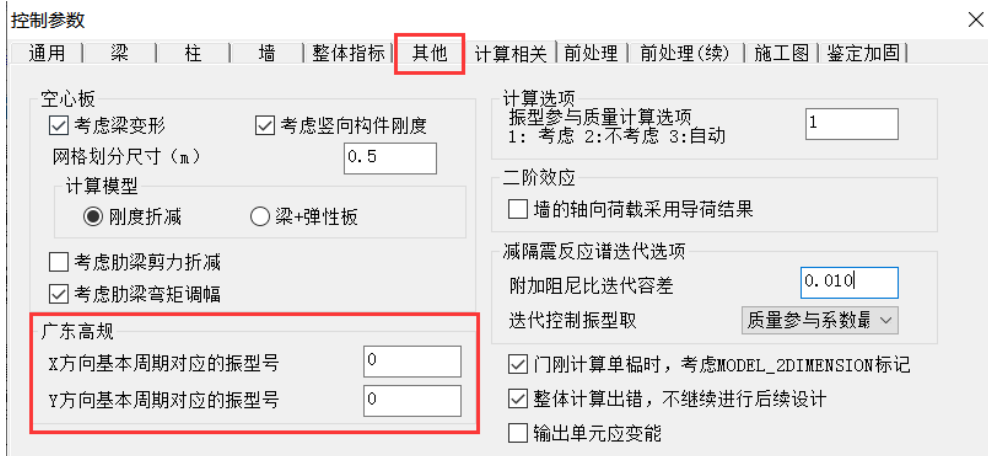 控制参数
通用 梁 柱 墙 整体指标 其他 计算相关 前处理 前处理(续) 施工图 鉴定加固
空心板
考虑梁变形 考虑竖向构件刚度
网格划分尺寸（m） 0.5
计算模型
刚度折减 梁+弹性板
考虑肋梁剪力折减
考虑肋梁弯矩调幅
广东高规
X方向基本周期对应的振型号 0
Y方向基本周期对应的振型号 0
计算选项
振型参与质量计算选项
1: 考虑 2:不考虑 3:自动 1
二阶效应
墙的轴向荷载采用导荷结果
减隔震反应谱迭代选项
附加阻尼比迭代容差 0.010
迭代控制振型取 质量参与系数最
门刚计算单榀时，考虑MODEL_2DIMENSION标记
整体计算出错，不继续进行后续设计
输出单元应变能